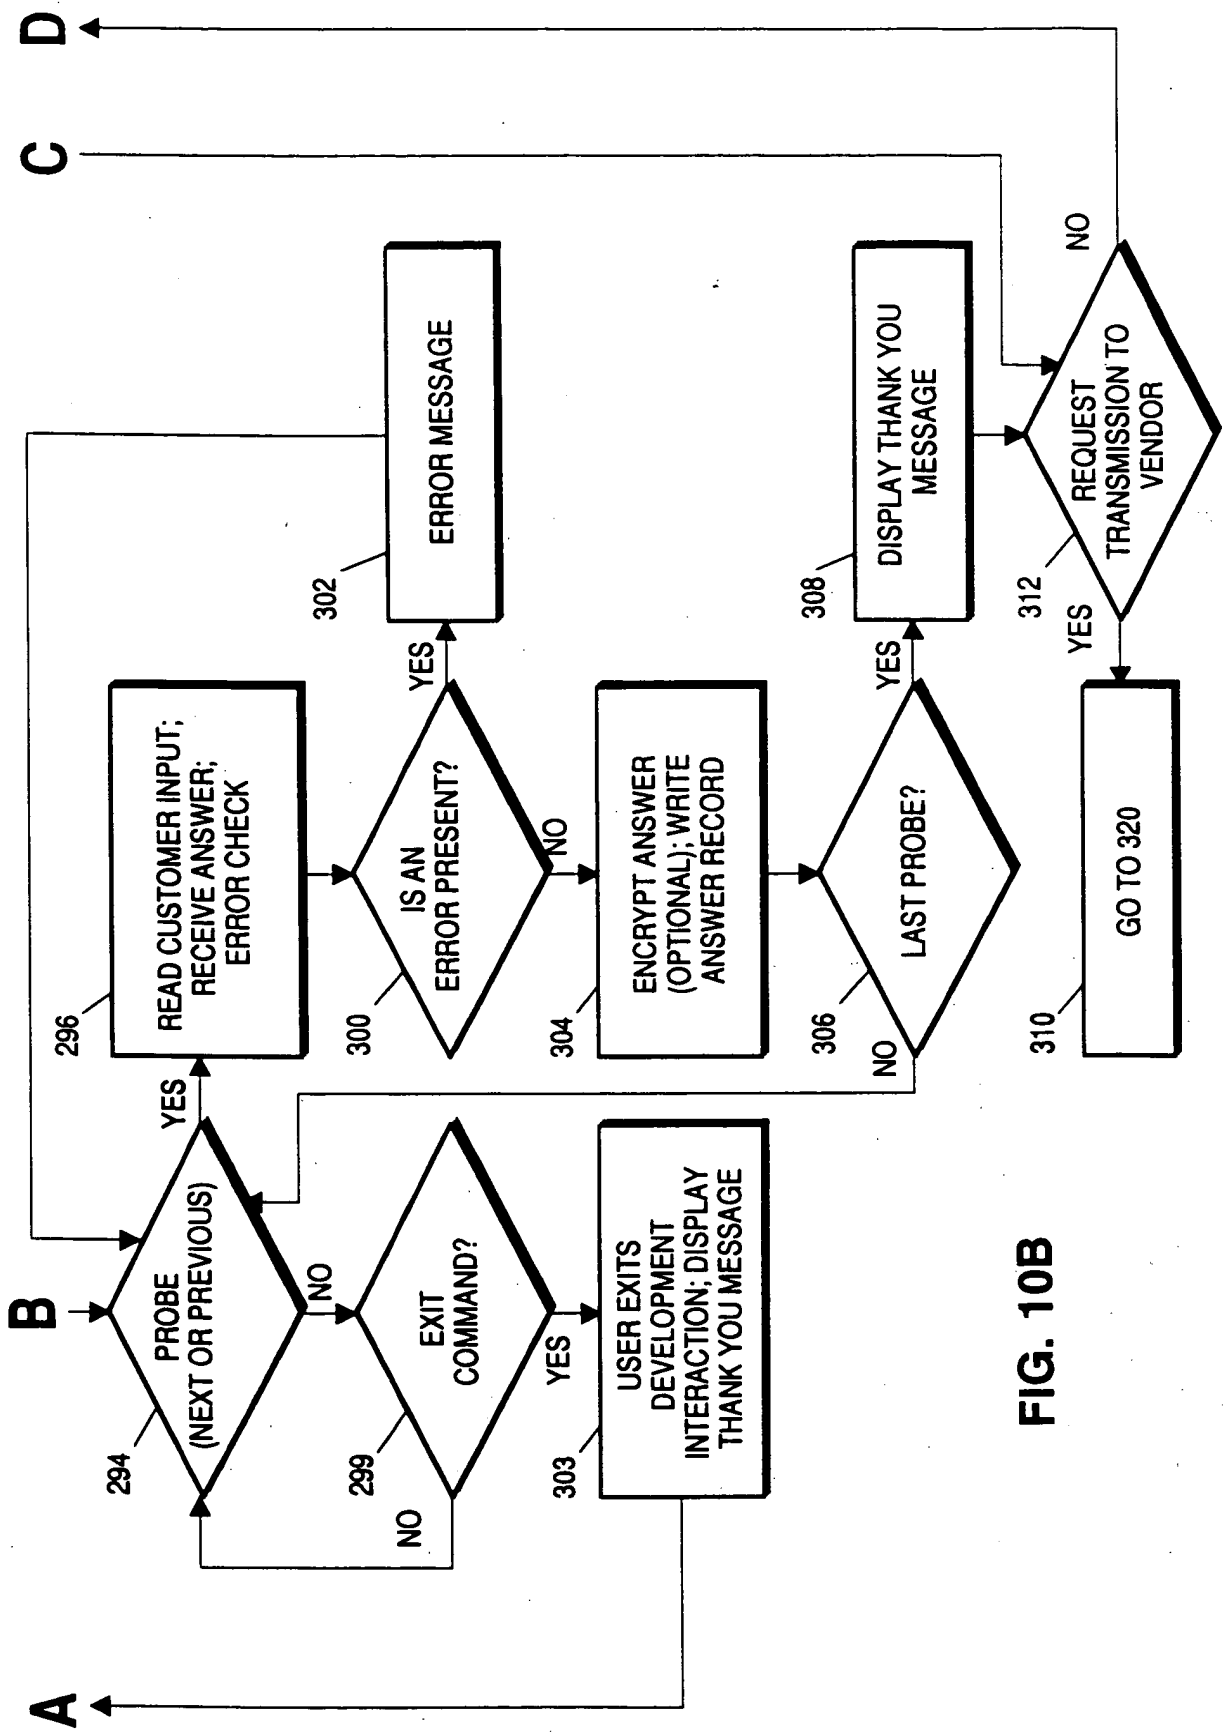 A
B
C
D
294
PROBE
(NEXT OR PREVIOUS)
YES
NO
296
READ CUSTOMER INPUT;
RECEIVE ANSWER;
ERROR CHECK
299
EXIT
COMMAND?
NO
YES
300
IS AN
ERROR PRESENT?
YES
NO
302
ERROR MESSAGE
303
USER EXITS
DEVELOPMENT
INTERACTION; DISPLAY
THANK YOU MESSAGE
304
ENCRYPT ANSWER
(OPTIONAL); WRITE
ANSWER RECORD
306
LAST PROBE?
NO
YES
308
DISPLAY THANK YOU
MESSAGE
310
GO TO 320
312
REQUEST
TRANSMISSION TO
VENDOR
YES
NO
FIG. 10B